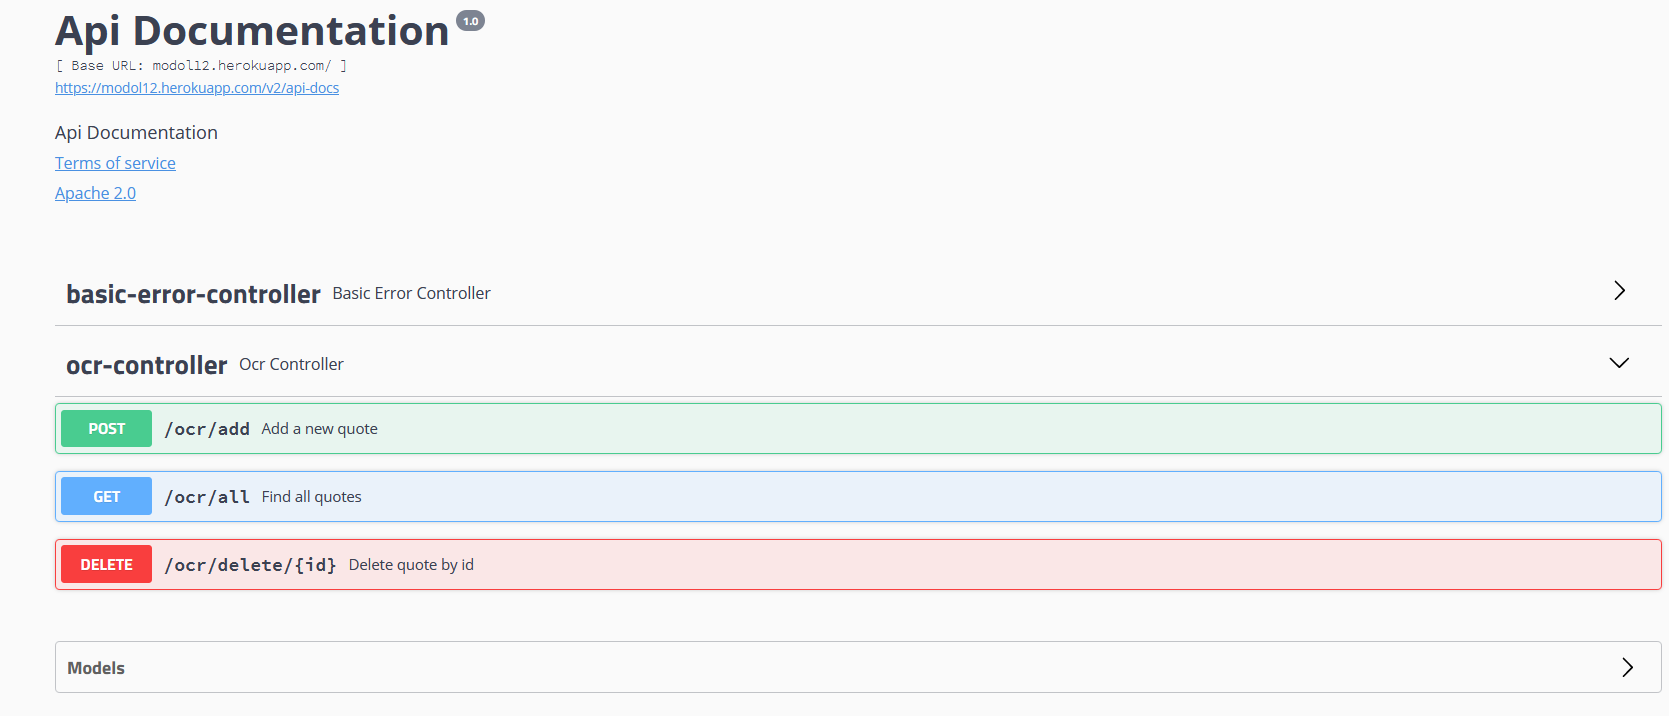 Api Documentation 1.0
[ Base URL: modol12.herokuapp.com/ ]
https://modol12.herokuapp.com/v2/api-docs
Api Documentation
Terms of service
Apache 2.0
basic-error-controller Basic Error Controller
ocr-controller Ocr Controller
POST /ocr/add Add a new quote
GET /ocr/all Find all quotes
DELETE /ocr/delete/{id} Delete quote by id
Models